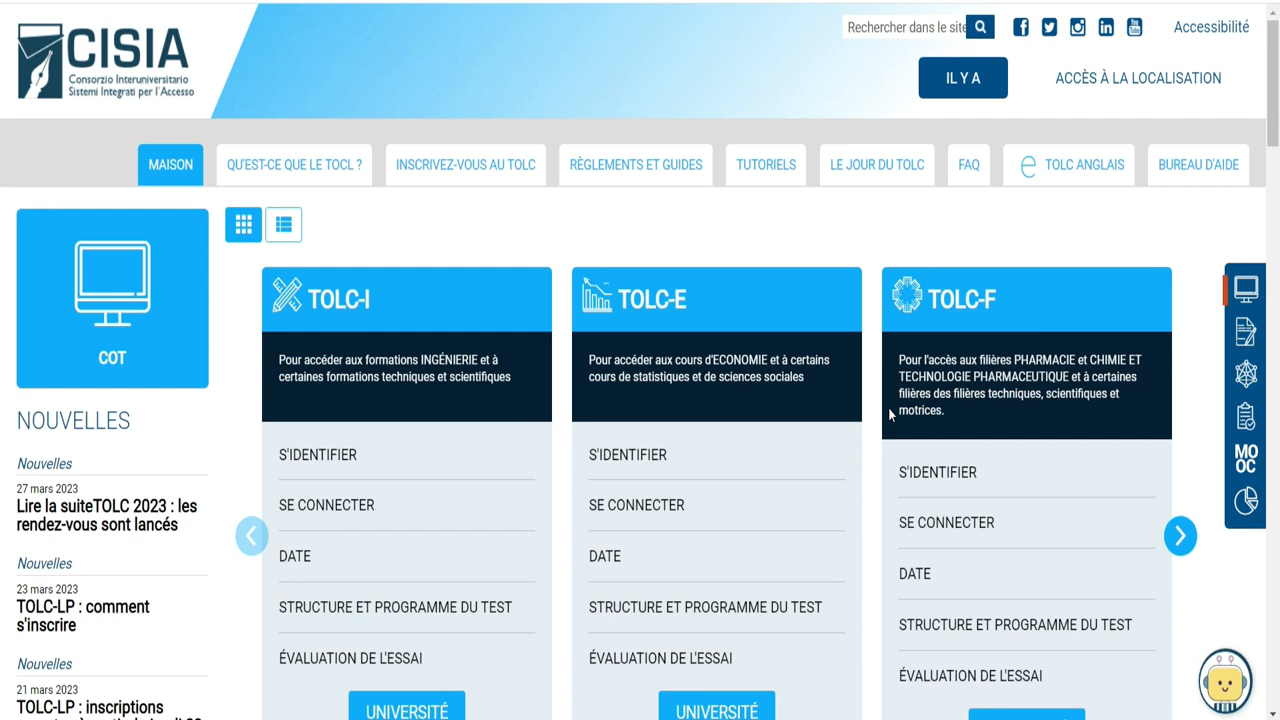 CISIA
Consorzio Interuniversitario
Sistemi Integrati per l'Accesso
Rechercher dans le site
Accessibilité
IL Y A
ACCÈS À LA LOCALISATION
MAISON
QU'EST-CE QUE LE TOCL ?
INSCRIVEZ-VOUS AU TOLC
RÈGLEMENTS ET GUIDES
TUTORIELS
LE JOUR DU TOLC
FAQ
TOLC ANGLAIS
BUREAU D'AIDE
COT
NOUVELLES
Nouvelles
27 mars 2023
Lire la suiteTOLC 2023 : les
rendez-vous sont lancés
Nouvelles
23 mars 2023
TOLC-LP : comment
s'inscrire
Nouvelles
21 mars 2023
TOLC-LP : inscriptions
TOLC-I
Pour accéder aux formations INGÉNIERIE et à
certaines formations techniques et scientifiques
S'IDENTIFIER
SE CONNECTER
DATE
STRUCTURE ET PROGRAMME DU TEST
ÉVALUATION DE L'ESSAI
UNIVERSITÉ
TOLC-E
Pour accéder aux cours d'ECONOMIE et à certains
cours de statistiques et de sciences sociales
S'IDENTIFIER
SE CONNECTER
DATE
STRUCTURE ET PROGRAMME DU TEST
ÉVALUATION DE L'ESSAI
UNIVERSITÉ
TOLC-F
Pour l'accès aux filières PHARMACIE et CHIMIE ET
TECHNOLOGIE PHARMACEUTIQUE et à certaines
filières des filières techniques, scientifiques et
motrices.
S'IDENTIFIER
SE CONNECTER
DATE
STRUCTURE ET PROGRAMME DU TEST
ÉVALUATION DE L'ESSAI
MO
OC